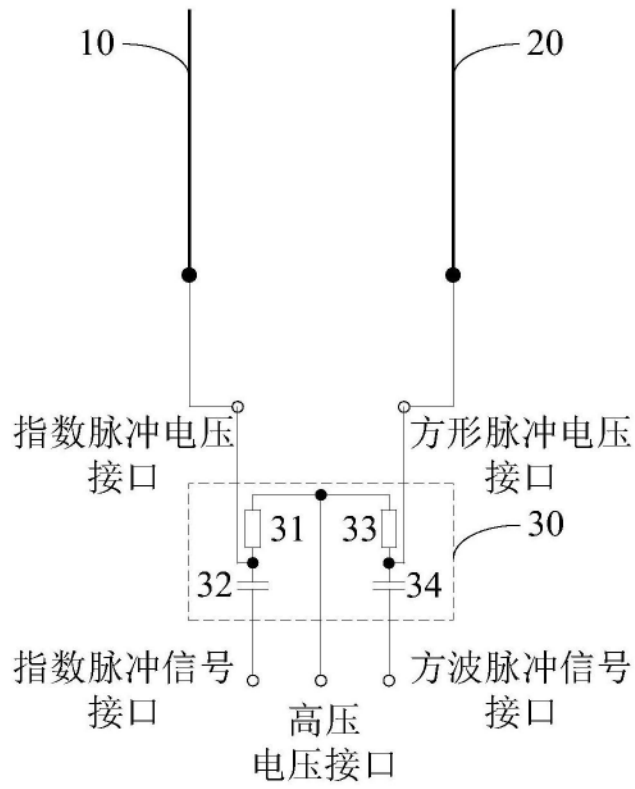 10
20
指数脉冲电压
接口
方形脉冲电压
接口
31
33
30
32
34
指数脉冲信号
接口
高压
电压接口
方波脉冲信号
接口